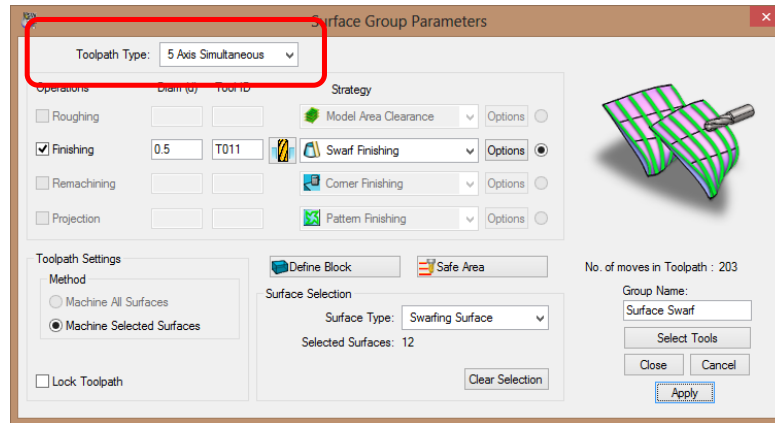 Surface Group Parameters
Toolpath Type: 5 Axis Simultaneous
Operations Diam (d) Tool ID Strategy
Roughing Model Area Clearance Options
Finishing 0.5 T011 Swarf Finishing Options
Remachining Corner Finishing Options
Projection Pattern Finishing Options
Toolpath Settings
Method
Machine All Surfaces
Machine Selected Surfaces
Lock Toolpath
Define Block Safe Area
Surface Selection
Surface Type: Swarfing Surface
Selected Surfaces: 12
Clear Selection
No. of moves in Toolpath : 203
Group Name:
Surface Swarf
Select Tools
Close Cancel
Apply